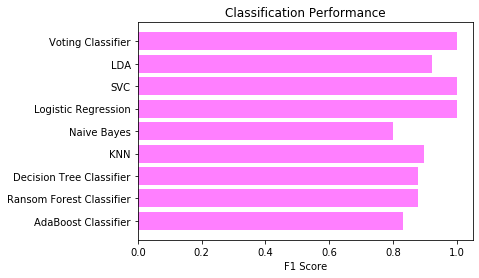 Classification Performance
Voting Classifier
LDA
SVC
Logistic Regression
Naive Bayes
KNN
Decision Tree Classifier
Ransom Forest Classifier
AdaBoost Classifier
0.0 0.2 0.4 0.6 0.8 1.0
F1 Score